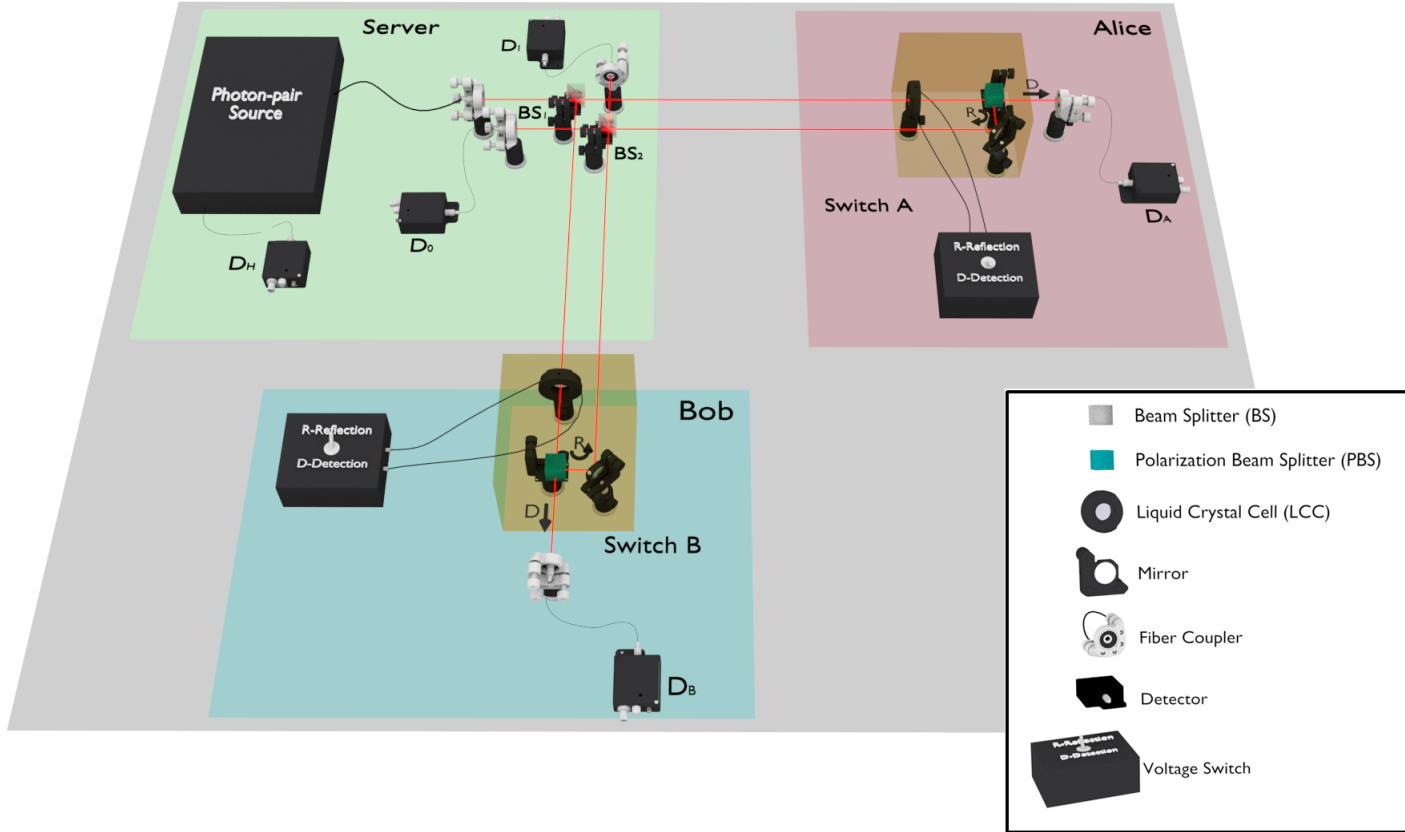 Server
D1
Alice
Photon-pair
Source
BS1
D
R
BS2
Switch A
DA
D0
DH
R-Reflection
D-Detection
Bob
R-Reflection
D-Detection
R
D
Switch B
DB
Beam Splitter (BS)
Polarization Beam Splitter (PBS)
Liquid Crystal Cell (LCC)
Mirror
Fiber Coupler
Detector
R-Reflection
D-Detection
Voltage Switch